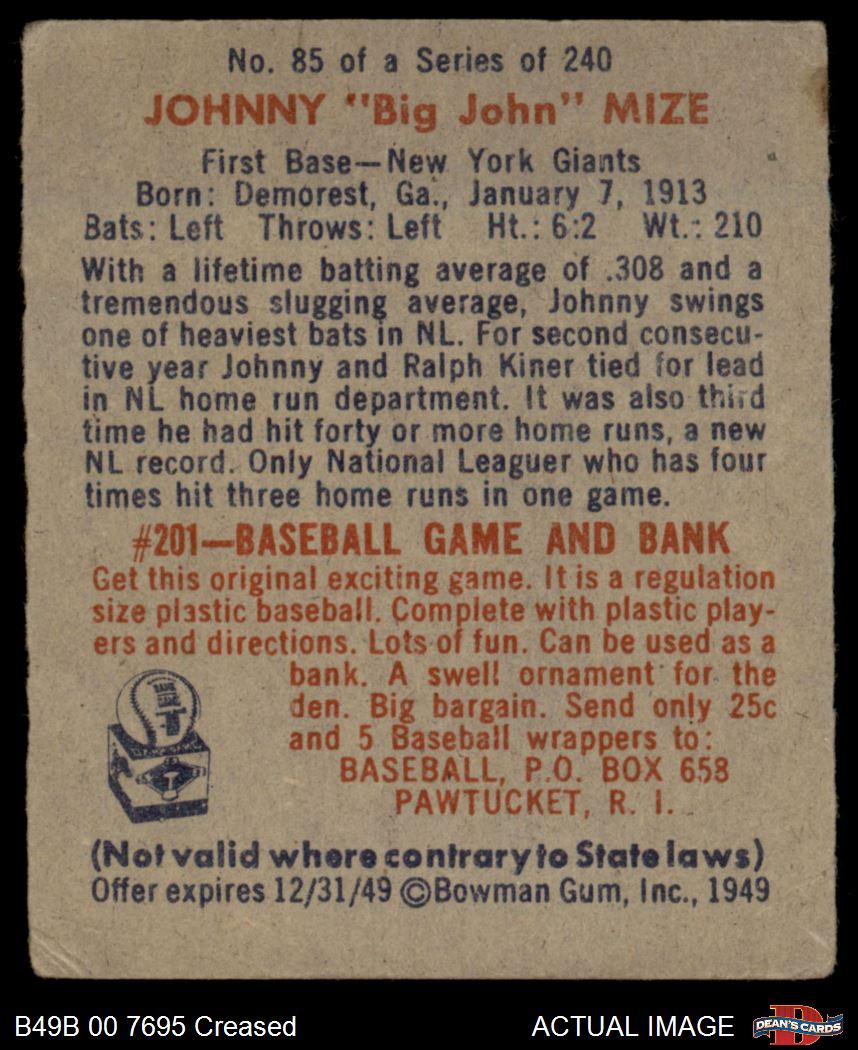 No. 85 of a Series of 240
JOHNNY "Big John" MIZE
First Base—New York Giants
Born: Demorest, Ga., January 7, 1913
Bats: Left Throws: Left Ht.: 6:2 Wt.: 210
With a lifetime batting average of .308 and a
tremendous slugging average, Johnny swings
one of heaviest bats in NL. For second consecu-
tive year Johnny and Ralph Kiner tied for lead
in NL home run department. It was also third
time he had hit forty or more home runs, a new
NL record. Only National Leaguer who has four
times hit three home runs in one game.
#201—BASEBALL GAME AND BANK
Get this original exciting game. It is a regulation
size plastic baseball. Complete with plastic play-
ers and directions. Lots of fun. Can be used as a
bank. A swell ornament for the
den. Big bargain. Send only 25c
and 5 Baseball wrappers to:
BASEBALL, P.O. BOX 658
PAWTUCKET, R. I.
(Not valid where contrary to State laws)
Offer expires 12/31/49 ©Bowman Gum, Inc., 1949
B49B 00 7695 Creased
ACTUAL IMAGE
DEAN'S CARDS